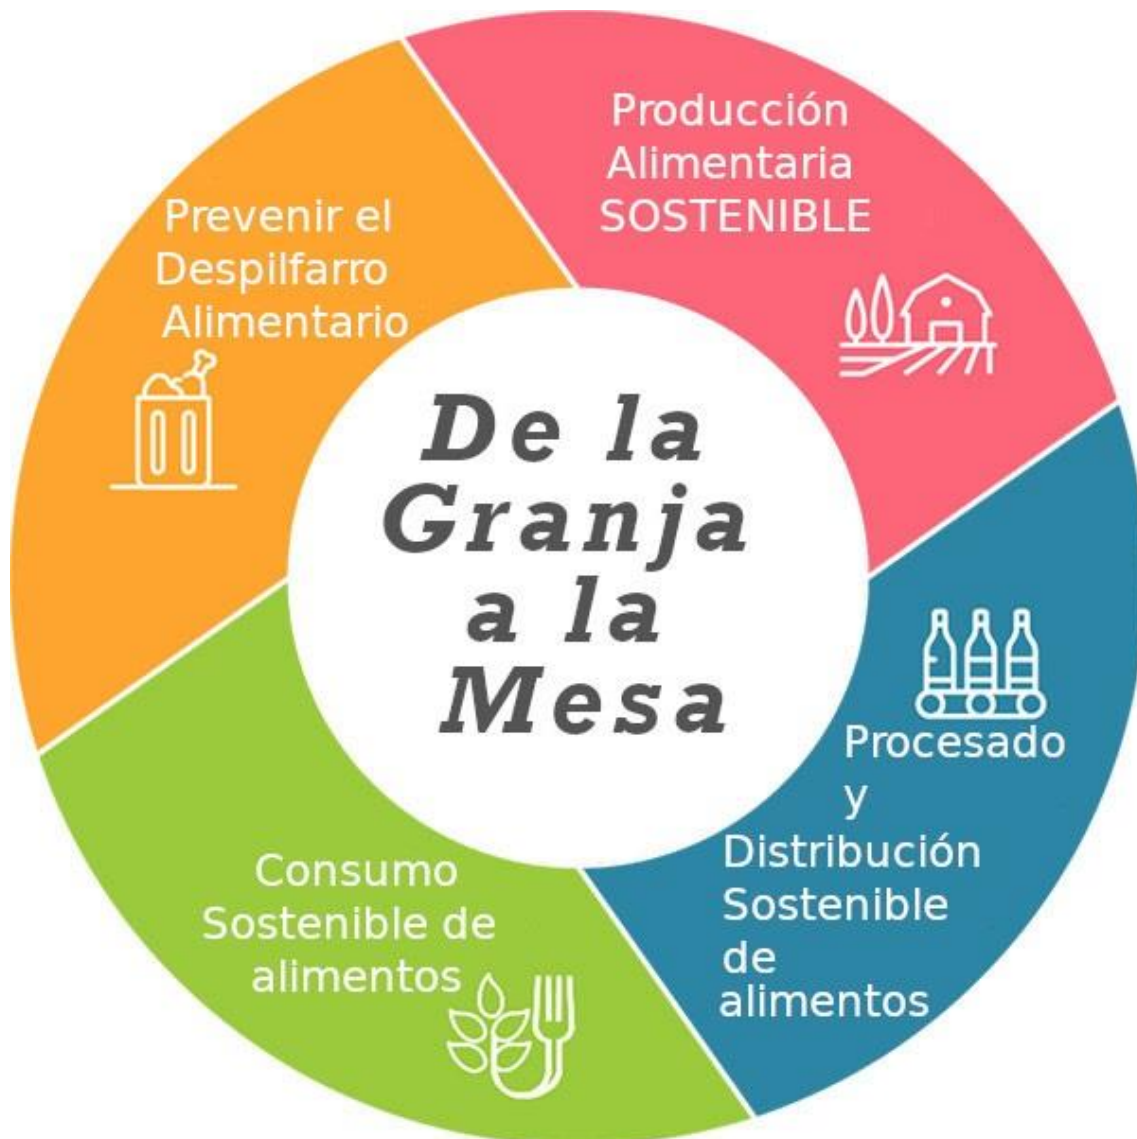 Producción
Alimentaria
SOSTENIBLE
Prevenir el
Despilfarro
Alimentario
De la
Granja
a la
Mesa
Procesado
y
Distribución
Sostenible
de
alimentos
Consumo
Sostenible de
alimentos